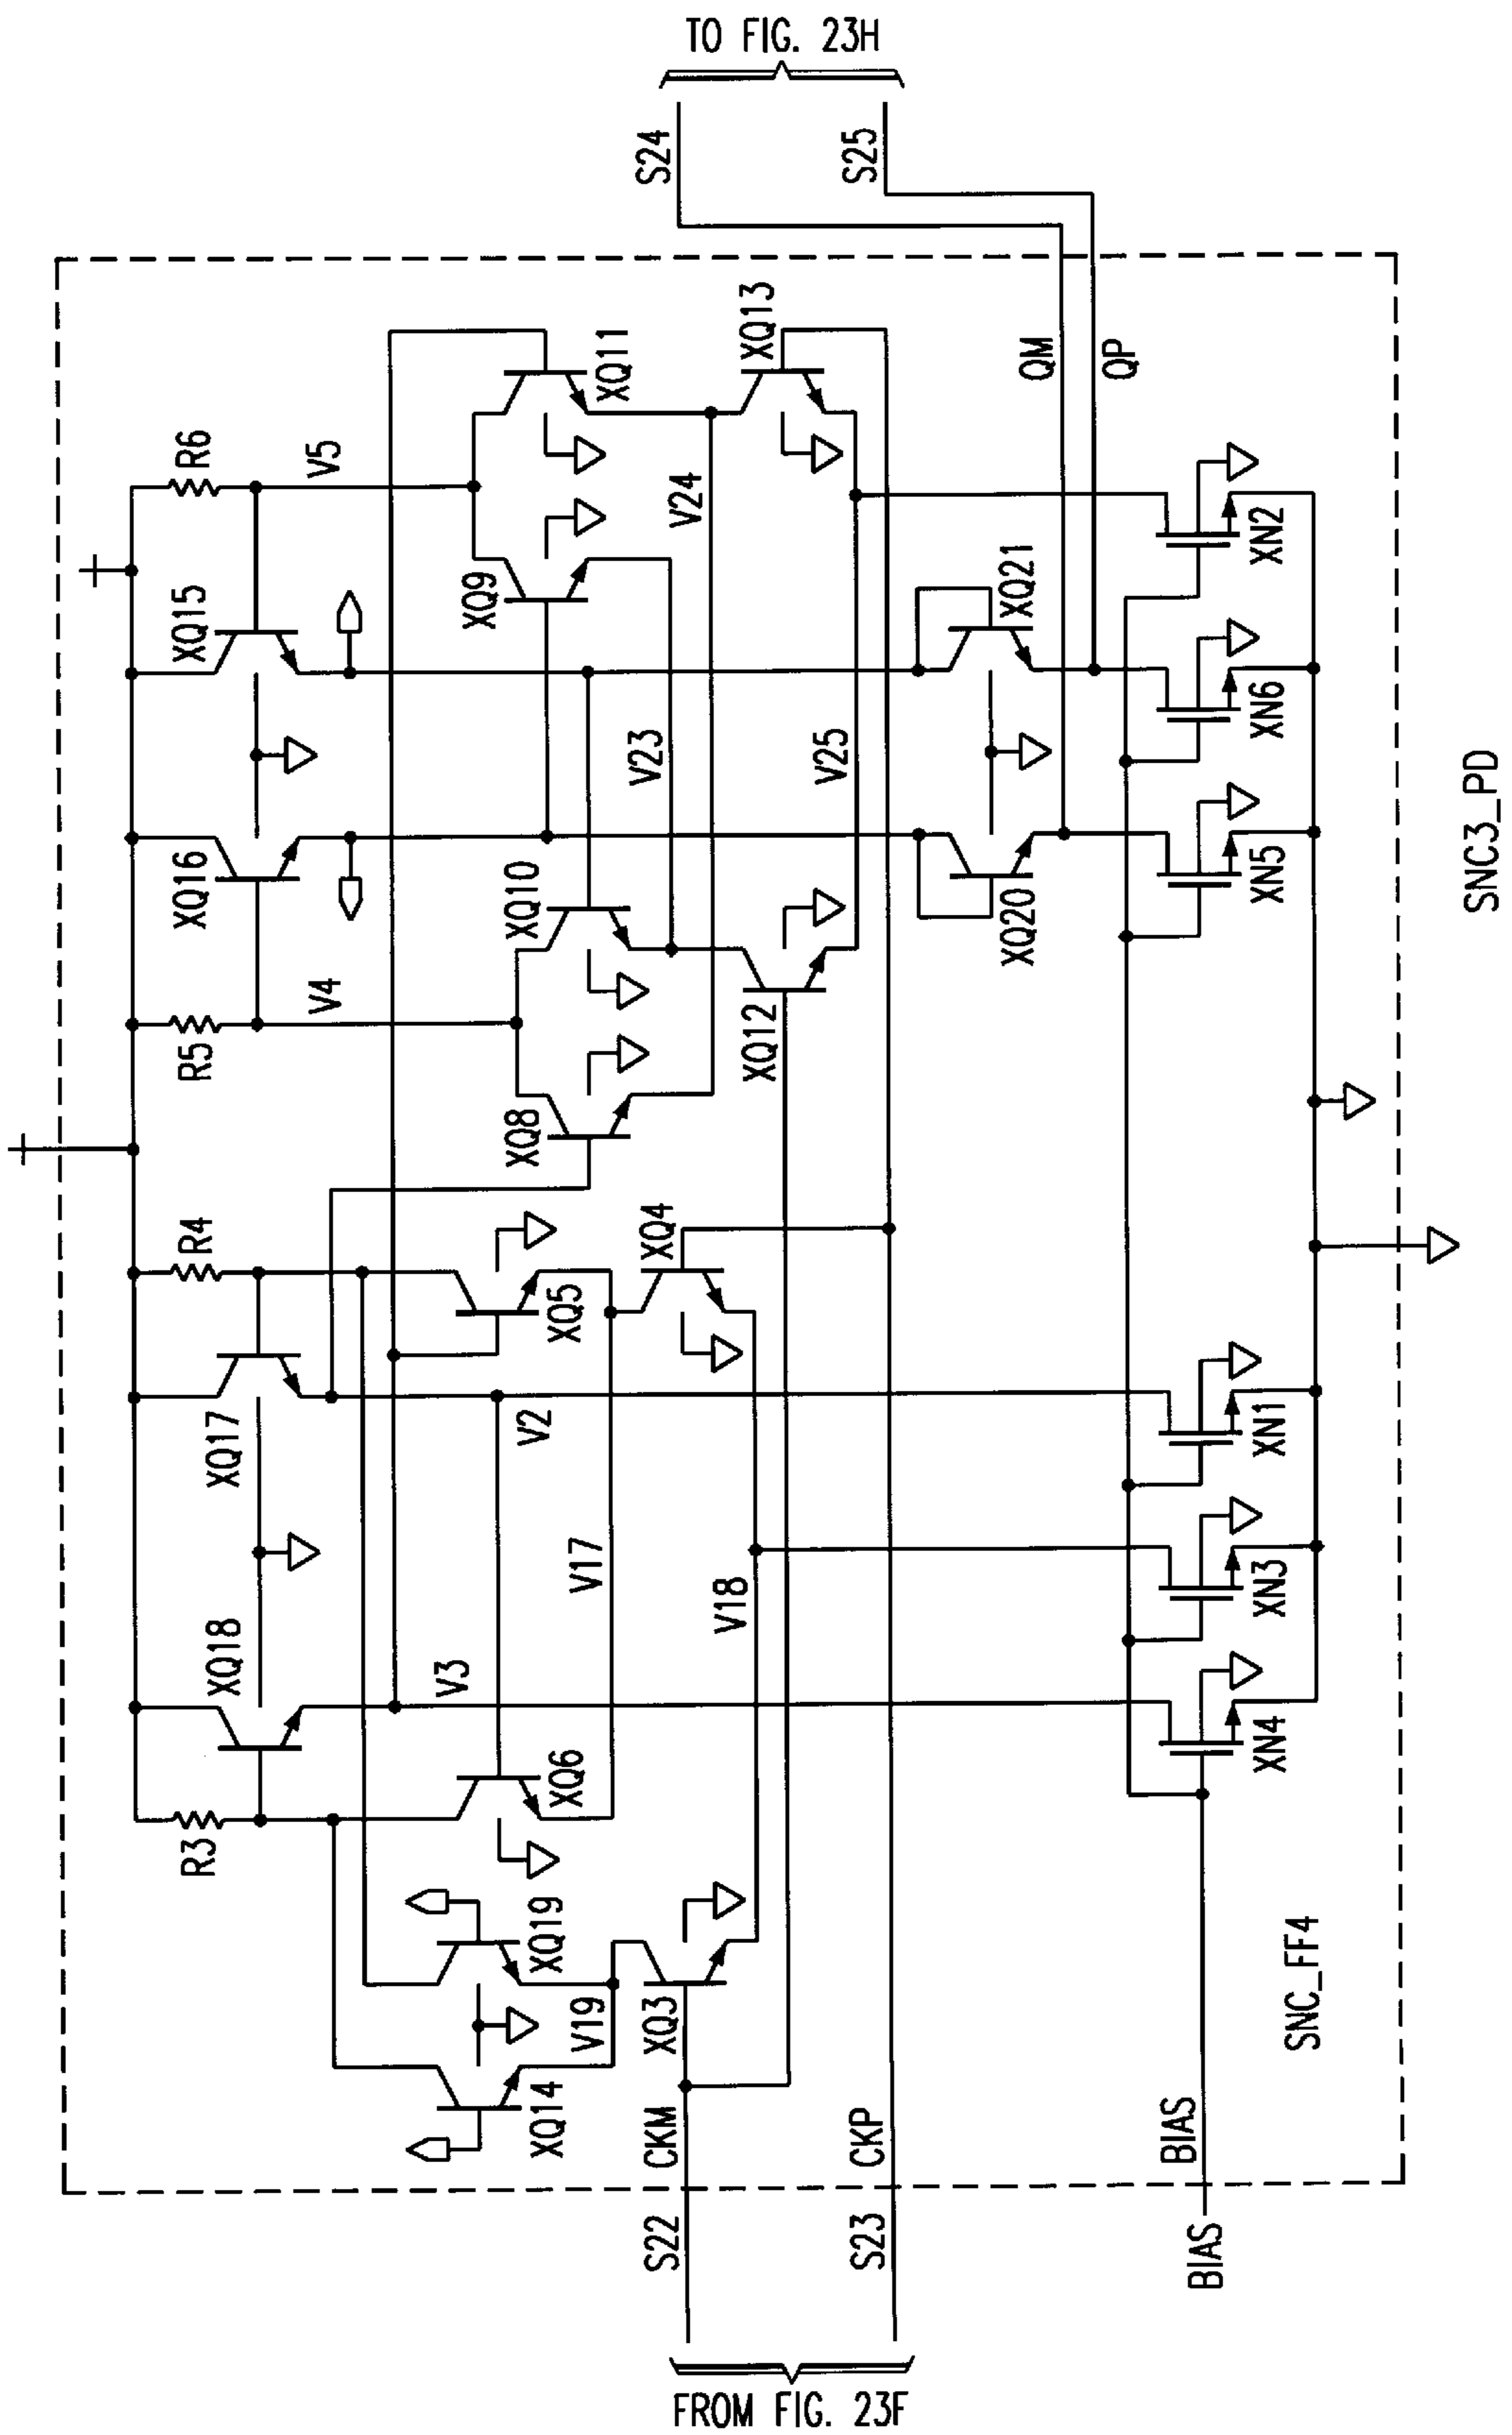 TO FIG. 23H
S24
S25
QM
QP
R6
V5
XQ11
XQ13
XQ15
XQ9
V24
XQ21
XN2
XN6
XQ16
XQ10
V23
V25
XQ20
XN5
R5
V4
XQ8
XQ12
R4
XQ5
XQ4
XQ17
V2
XN1
V17
V18
XN3
XQ18
V3
XN4
R3
XQ6
XQ19
V19
XQ3
XQ14
CKM
CKP
BIAS
SNC_FF4
SNC3_PD
S22
S23
BIAS
FROM FIG. 23F